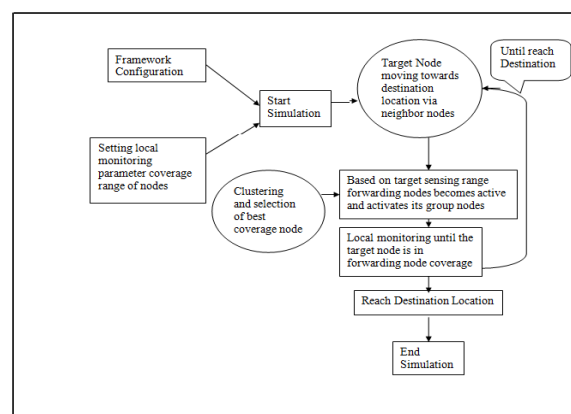 Framework
Configuration
Target Node
moving towards
destination
location via
neighbor nodes
Until reach
Destination
Start
Simulation
Setting local
monitoring
parameter coverage
range of nodes
Clustering
and selection
of best
coverage node
Based on target sensing range
forwarding nodes becomes active
and activates its group nodes
Local monitoring until the
target node is in
forwarding node coverage
Reach Destination Location
End
Simulation